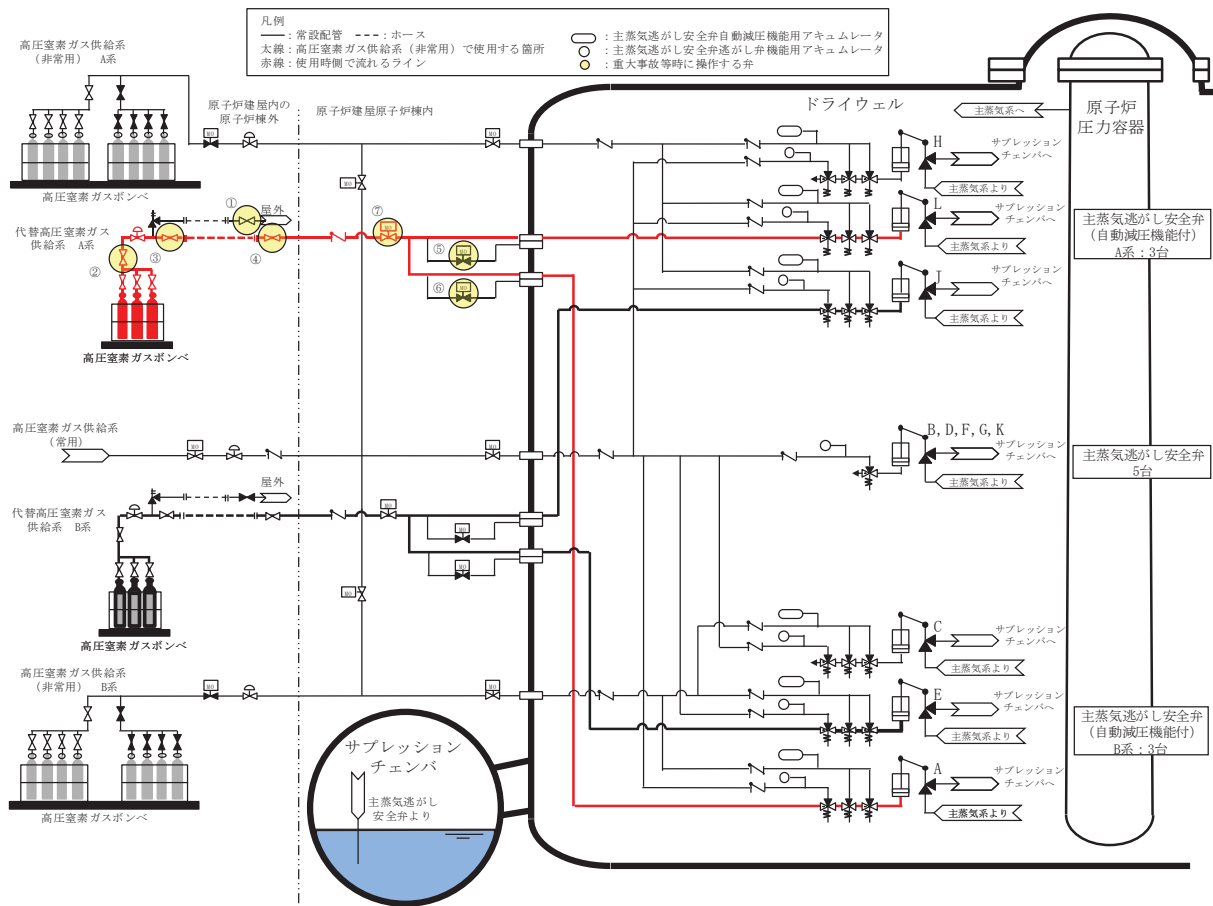 凡例
――：常設配管 ----：ホース
太線：高圧窒素ガス供給系（非常用）で使用する箇所
赤線：使用時側で流れるライン
：主蒸気逃がし安全弁自動減圧機能用アキュムレータ
：主蒸気逃がし安全弁逃がし弁機能用アキュムレータ
：重大事故等時に操作する弁
高圧窒素ガス供給系
（非常用） A系
原子炉建屋内の
原子炉棟外
原子炉建屋原子炉棟内
MO
MO
MO
高圧窒素ガスボンベ
代替高圧窒素ガス
供給系 A系
①
屋外
②
③
④
⑦
MO
⑤
MO
⑥
MO
高圧窒素ガスボンベ
高圧窒素ガス供給系
（常用）
MO
MO
屋外
代替高圧窒素ガス
供給系 B系
MO
MO
MO
MO
高圧窒素ガスボンベ
高圧窒素ガス供給系
（非常用） B系
MO
MO
高圧窒素ガスボンベ
サプレッション
チェンバ
主蒸気逃がし
安全弁より
ドライウェル
主蒸気系へ
原子炉
圧力容器
H
サプレッション
チェンバへ
主蒸気系より
L
サプレッション
チェンバへ
主蒸気系より
J
サプレッション
チェンバへ
主蒸気系より
主蒸気逃がし安全弁
（自動減圧機能付）
A系：3台
B, D, F, G, K
サプレッション
チェンバへ
主蒸気系より
主蒸気逃がし安全弁
5台
C
サプレッション
チェンバへ
主蒸気系より
E
サプレッション
チェンバへ
主蒸気系より
主蒸気逃がし安全弁
（自動減圧機能付）
B系：3台
A
サプレッション
チェンバへ
主蒸気系より